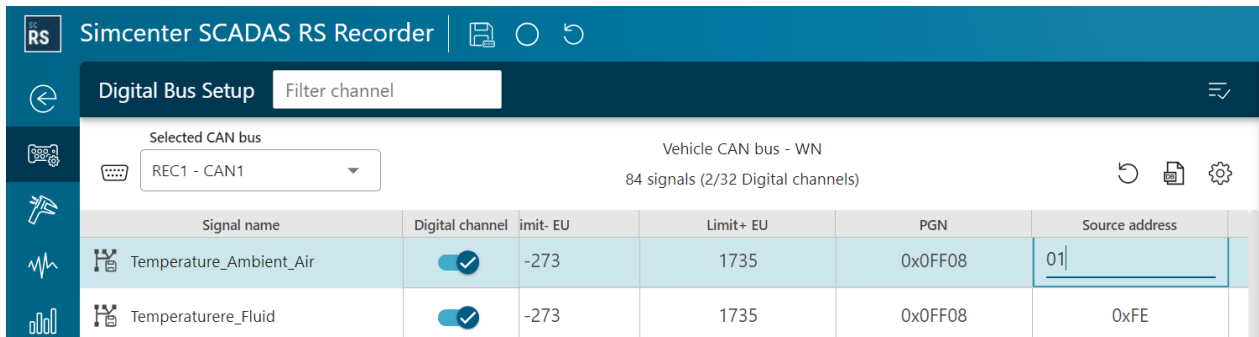 SC
RS
Simcenter SCADAS RS Recorder
Digital Bus Setup
Filter channel
Selected CAN bus
REC1 - CAN1
Vehicle CAN bus - WN
84 signals (2/32 Digital channels)
DB
Signal name Digital channel imit- EU Limit+ EU PGN Source address
Temperature_Ambient_Air -273 1735 0x0FF08 01
Temperaturere_Fluid -273 1735 0x0FF08 0xFE